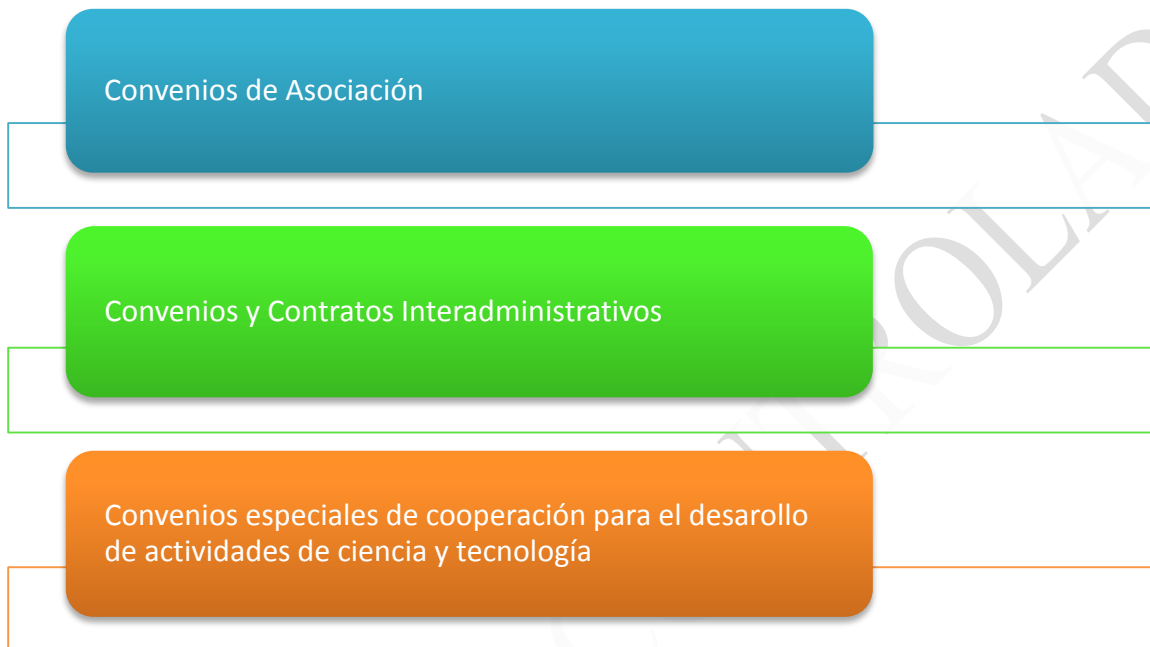 Convenios de Asociación
Convenios y Contratos Interadministrativos
Convenios especiales de cooperación para el desarollo
de actividades de ciencia y tecnología